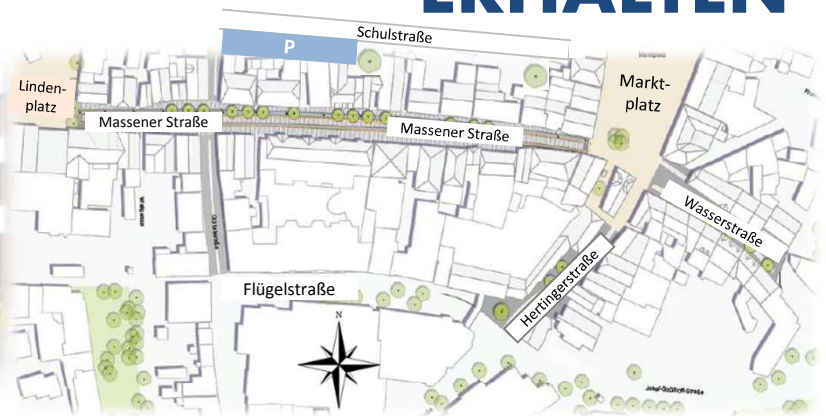 ERHALTEN
Schulstraße
P
Linden-
platz
Markt-
platz
Massener Straße
Massener Straße
Wasserstraße
Hertingerstraße
Flügelstraße
N